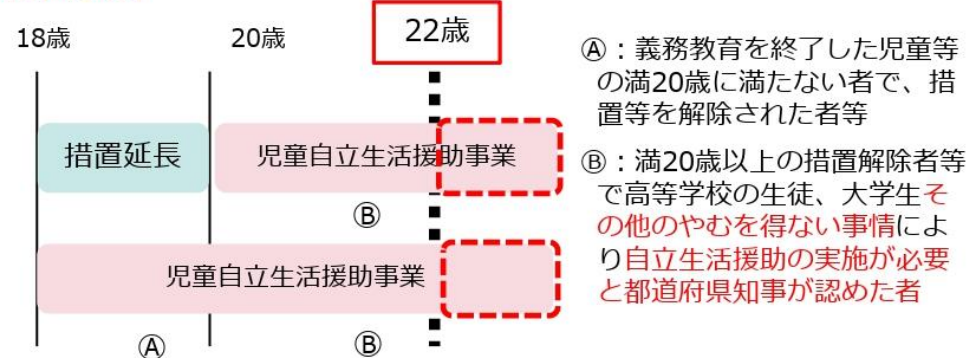 18歳
20歳
22歳
措置延長
児童自立生活援助事業
Ⓑ
児童自立生活援助事業
Ⓐ
Ⓑ
Ⓐ：義務教育を終了した児童等
の満20歳に満たない者で、措
置等を解除された者等
Ⓑ：満20歳以上の措置解除者等
で高等学校の生徒、大学生そ
の他のやむを得ない事情によ
り自立生活援助の実施が必要
と都道府県知事が認めた者